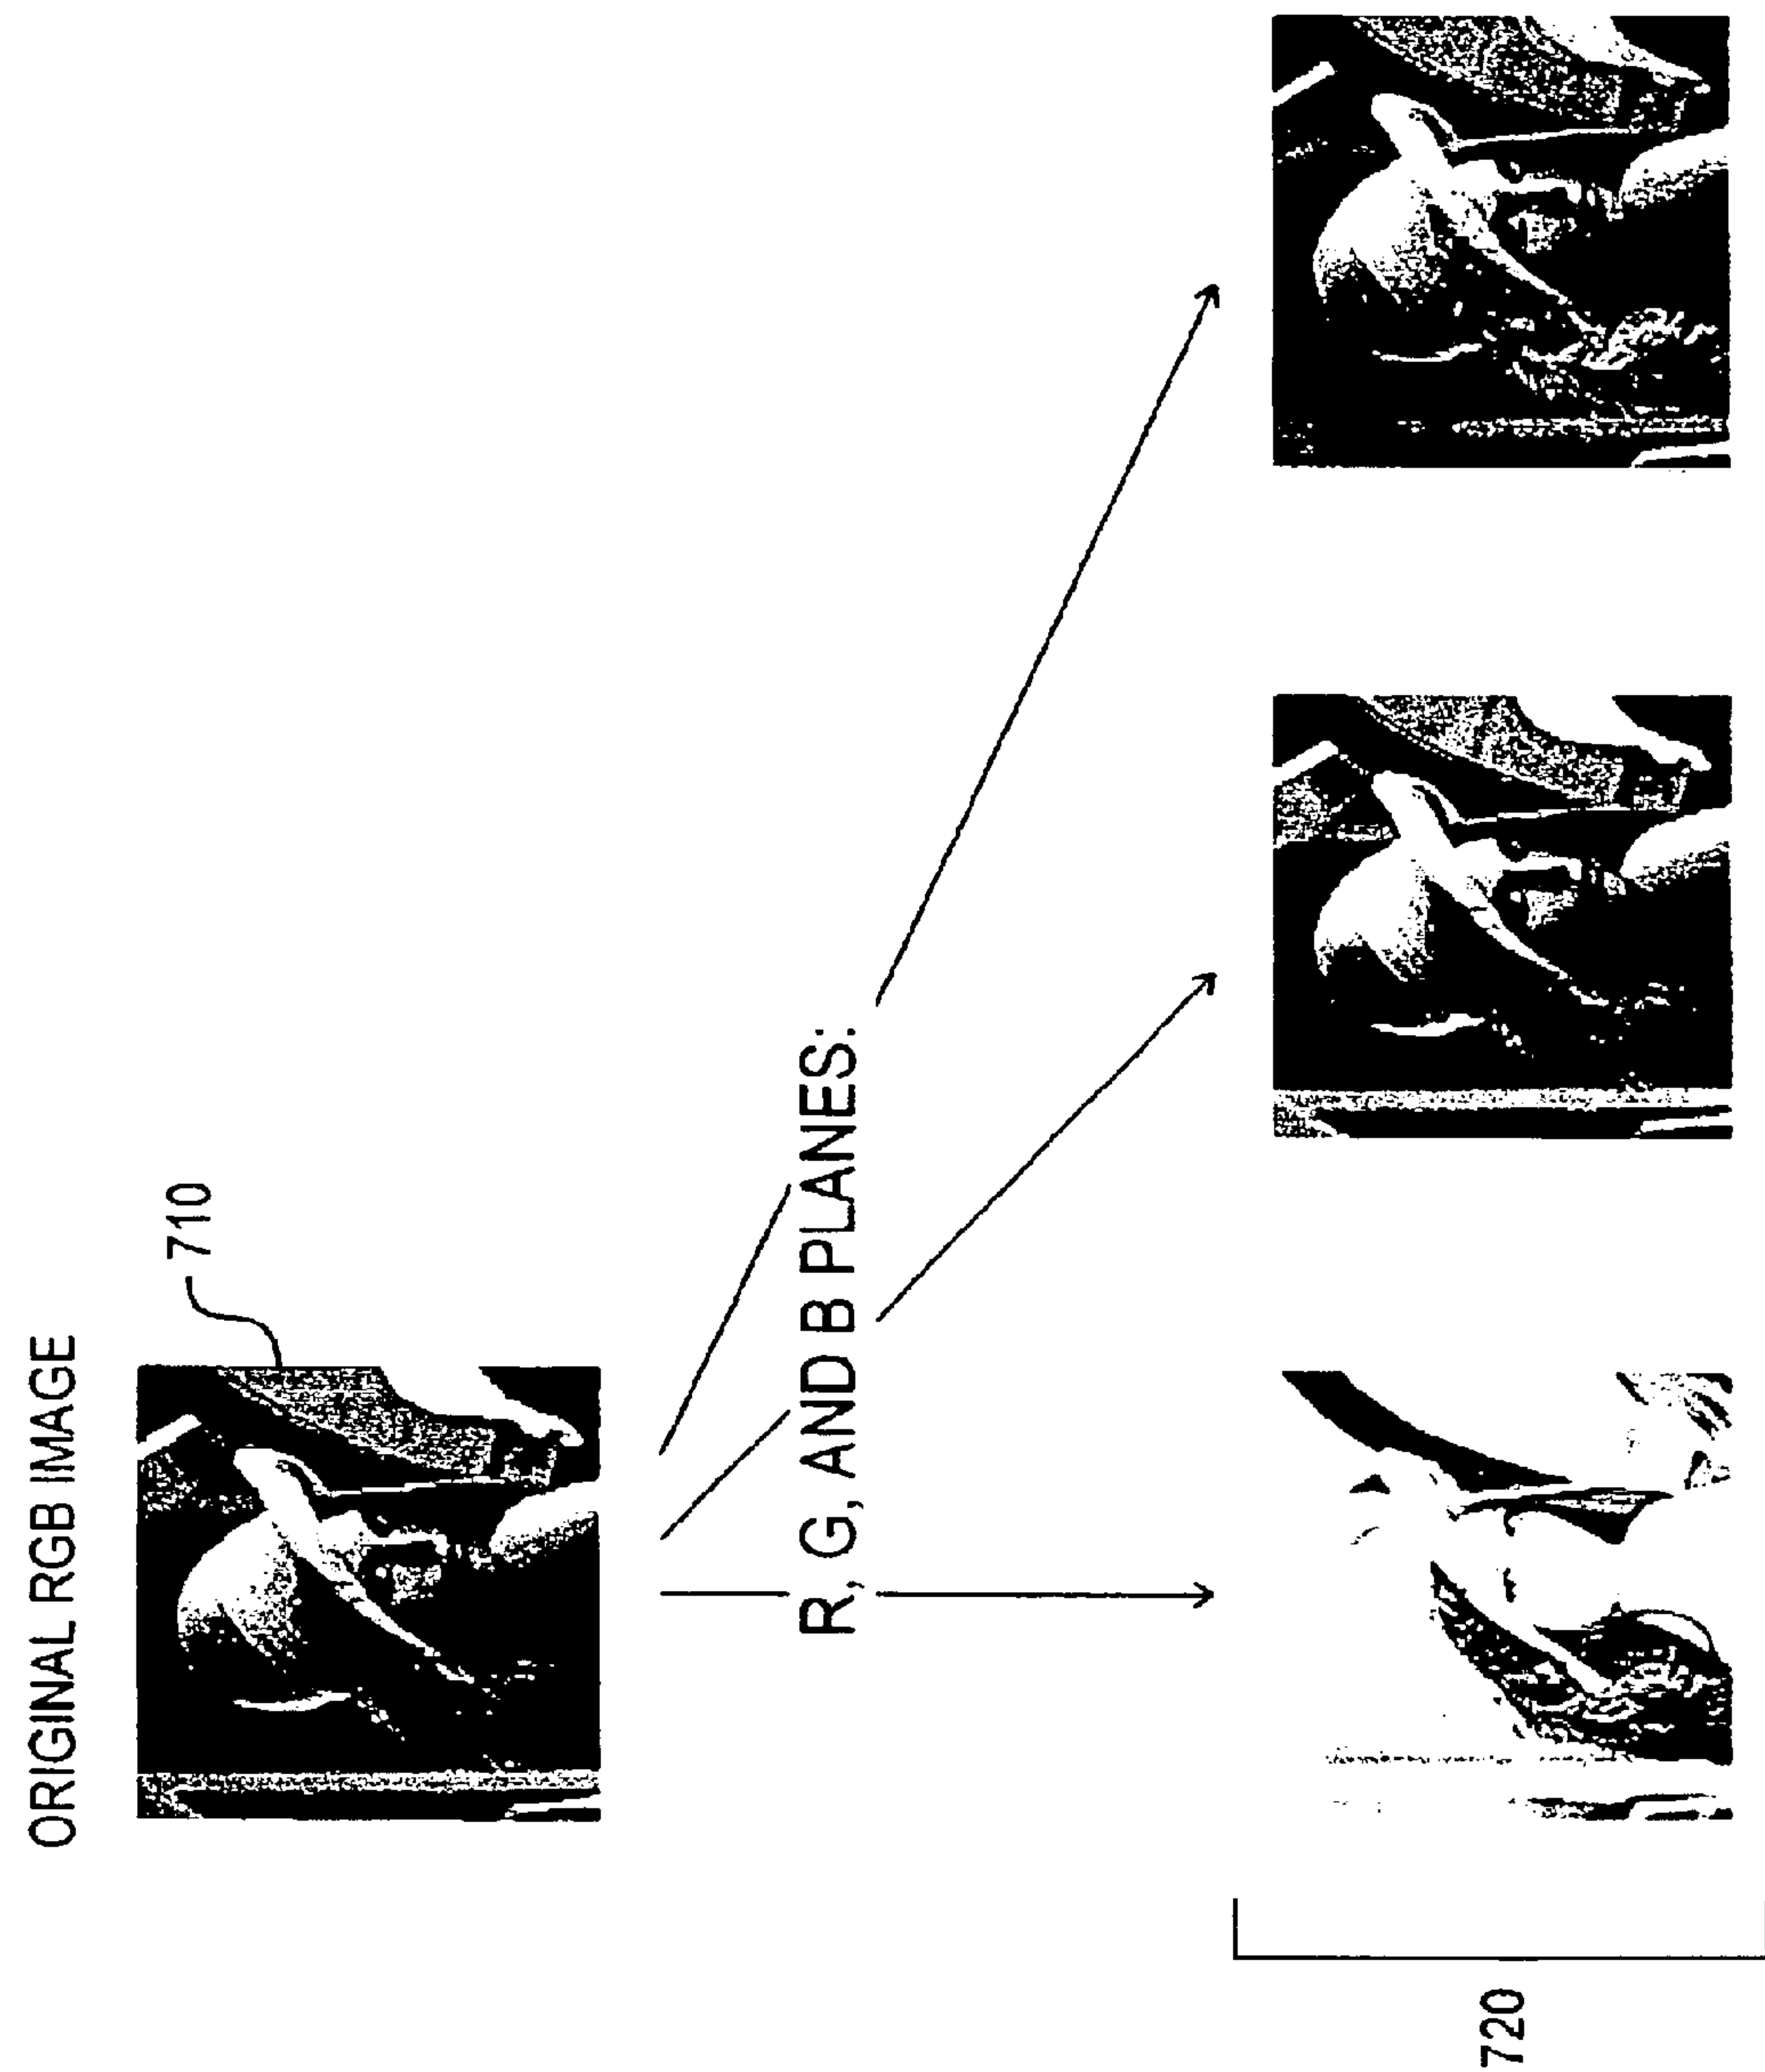 ORIGINAL RGB IMAGE
710
R, G, AND B PLANES:
720